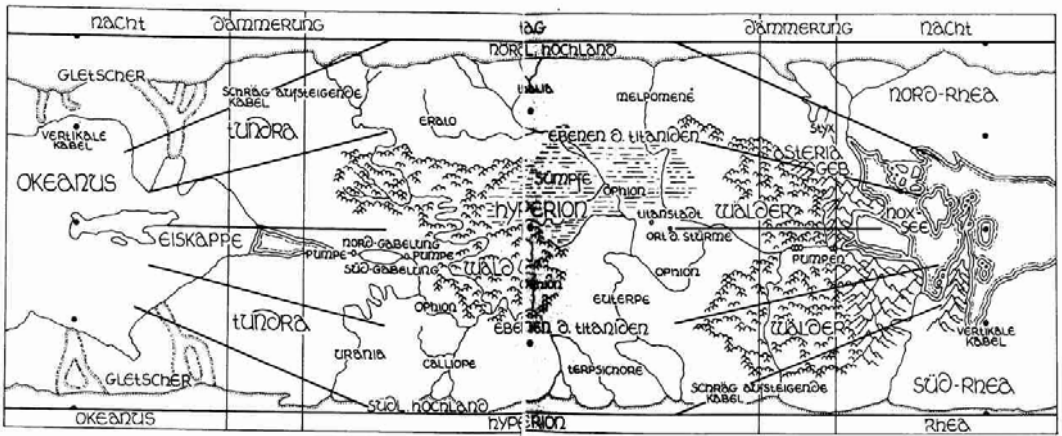 NACHT
DÄMMERUNG
TAG
DÄMMERUNG
NACHT
NÖRDL. HOCHLAND
GLETSCHER
SCHRÄG AUFSTEIGENDE
KABEL
VERTIKALE
KABEL
TUNDRA
ERATO
MELPOMENE
NORD-RHEA
STYX
EBENEN D. TITANIDEN
ASTERIA
OKEANUS
SÜMPFE
OPHION
HYPERION
TITANSTADT
WÄLDER
NOX-
SEE
EISKAPPE
ORT D. STÜRME
NORD-GABELUNG
PUMPE
PUMPE
SÜD-GABELUNG
WALD
PUMPEN
OPHION
OPHION
EUTERPE
TUNDRA
EBENEN D. TITANIDEN
WÄLDER
VERTIKALE
KABEL
URANIA
CALLIOPE
TERPSICHORE
GLETSCHER
SCHRÄG AUFSTEIGENDE
KABEL
SÜD-RHEA
SÜDL. HOCHLAND
OKEANUS
HYPERION
RHEA